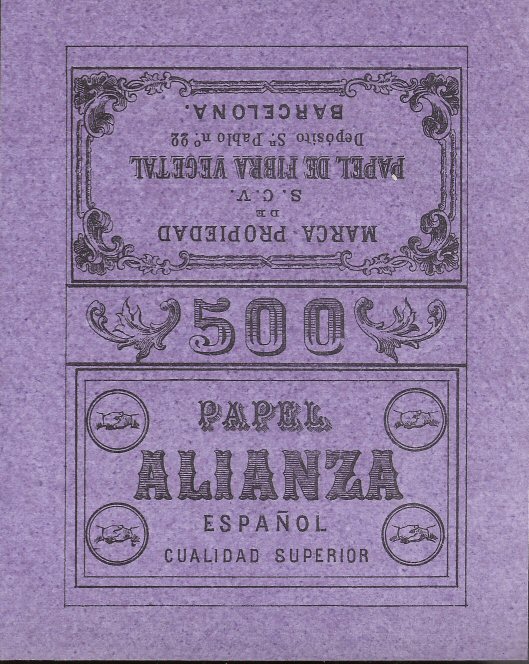 MARCA PROPIEDAD
DE
S. C. V.
PAPEL DE FIBRA VEGETAL
Depósito Sⁿ Pablo nº 22
BARCELONA.
500
PAPEL
ALIANZA
ESPAÑOL
CUALIDAD SUPERIOR